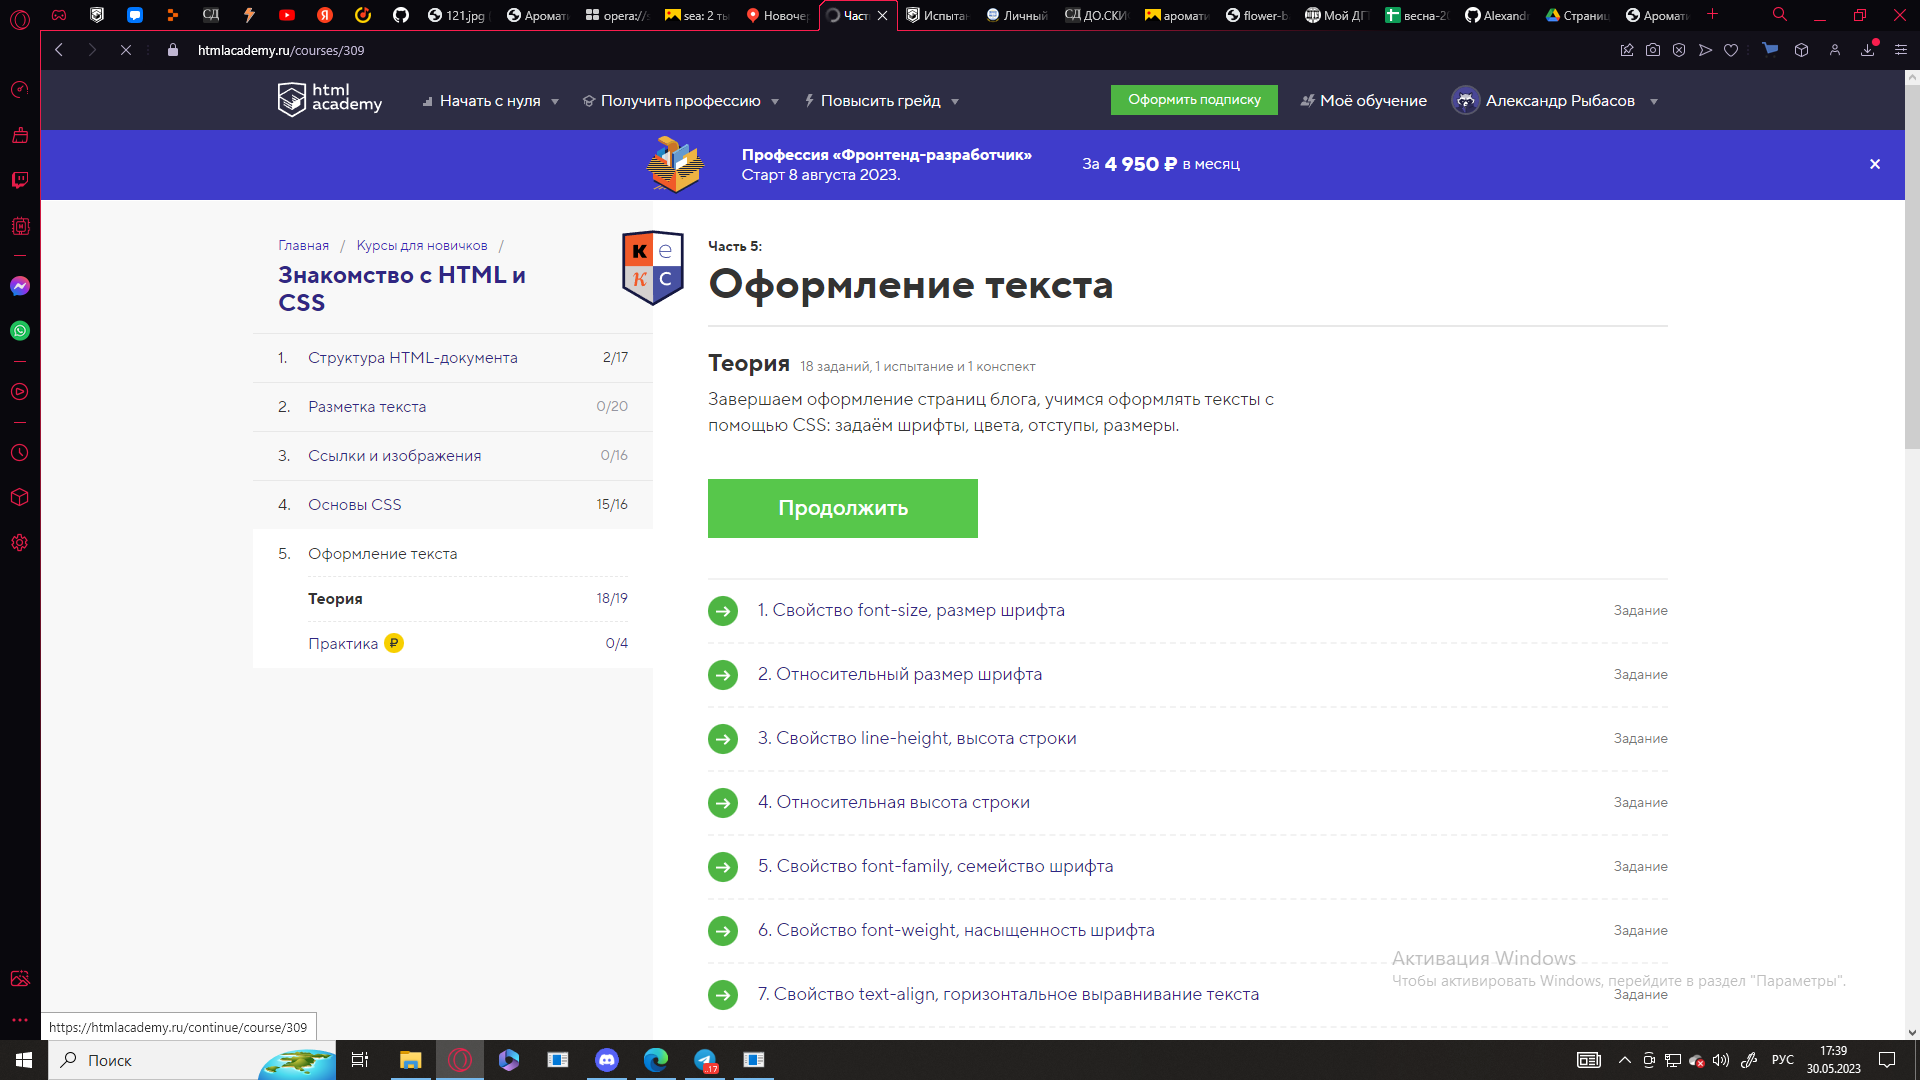 121.jpg
Аромати
opera://s
sea: 2 ты
Новочер
Част
Испытан
Личный
СД ДО.СКИ
аромати
flower-b
Мой ДГ
весна-20
Alexand
Страниц
Аромати
htmlacademy.ru/courses/309
html academy
Начать с нуля
Получить профессию
Повысить грейд
Оформить подписку
Моё обучение
Александр Рыбасов
Профессия «Фронтенд-разработчик»
Старт 8 августа 2023.
За 4 950 ₽ в месяц
Главная / Курсы для новичков /
Знакомство с HTML и
CSS
1. Структура HTML-документа 2/17
2. Разметка текста 0/20
3. Ссылки и изображения 0/16
4. Основы CSS 15/16
5. Оформление текста
Теория 18/19
Практика ₽ 0/4
К е
К С
Часть 5:
Оформление текста
Теория 18 заданий, 1 испытание и 1 конспект
Завершаем оформление страниц блога, учимся оформлять тексты с
помощью CSS: задаём шрифты, цвета, отступы, размеры.
Продолжить
1. Свойство font-size, размер шрифта Задание
2. Относительный размер шрифта Задание
3. Свойство line-height, высота строки Задание
4. Относительная высота строки Задание
5. Свойство font-family, семейство шрифта Задание
6. Свойство font-weight, насыщенность шрифта Задание
7. Свойство text-align, горизонтальное выравнивание текста Задание
Активация Windows
Чтобы активировать Windows, перейдите в раздел "Параметры".
https://htmlacademy.ru/continue/course/309
Поиск
..17
РУС
17:39
30.05.2023